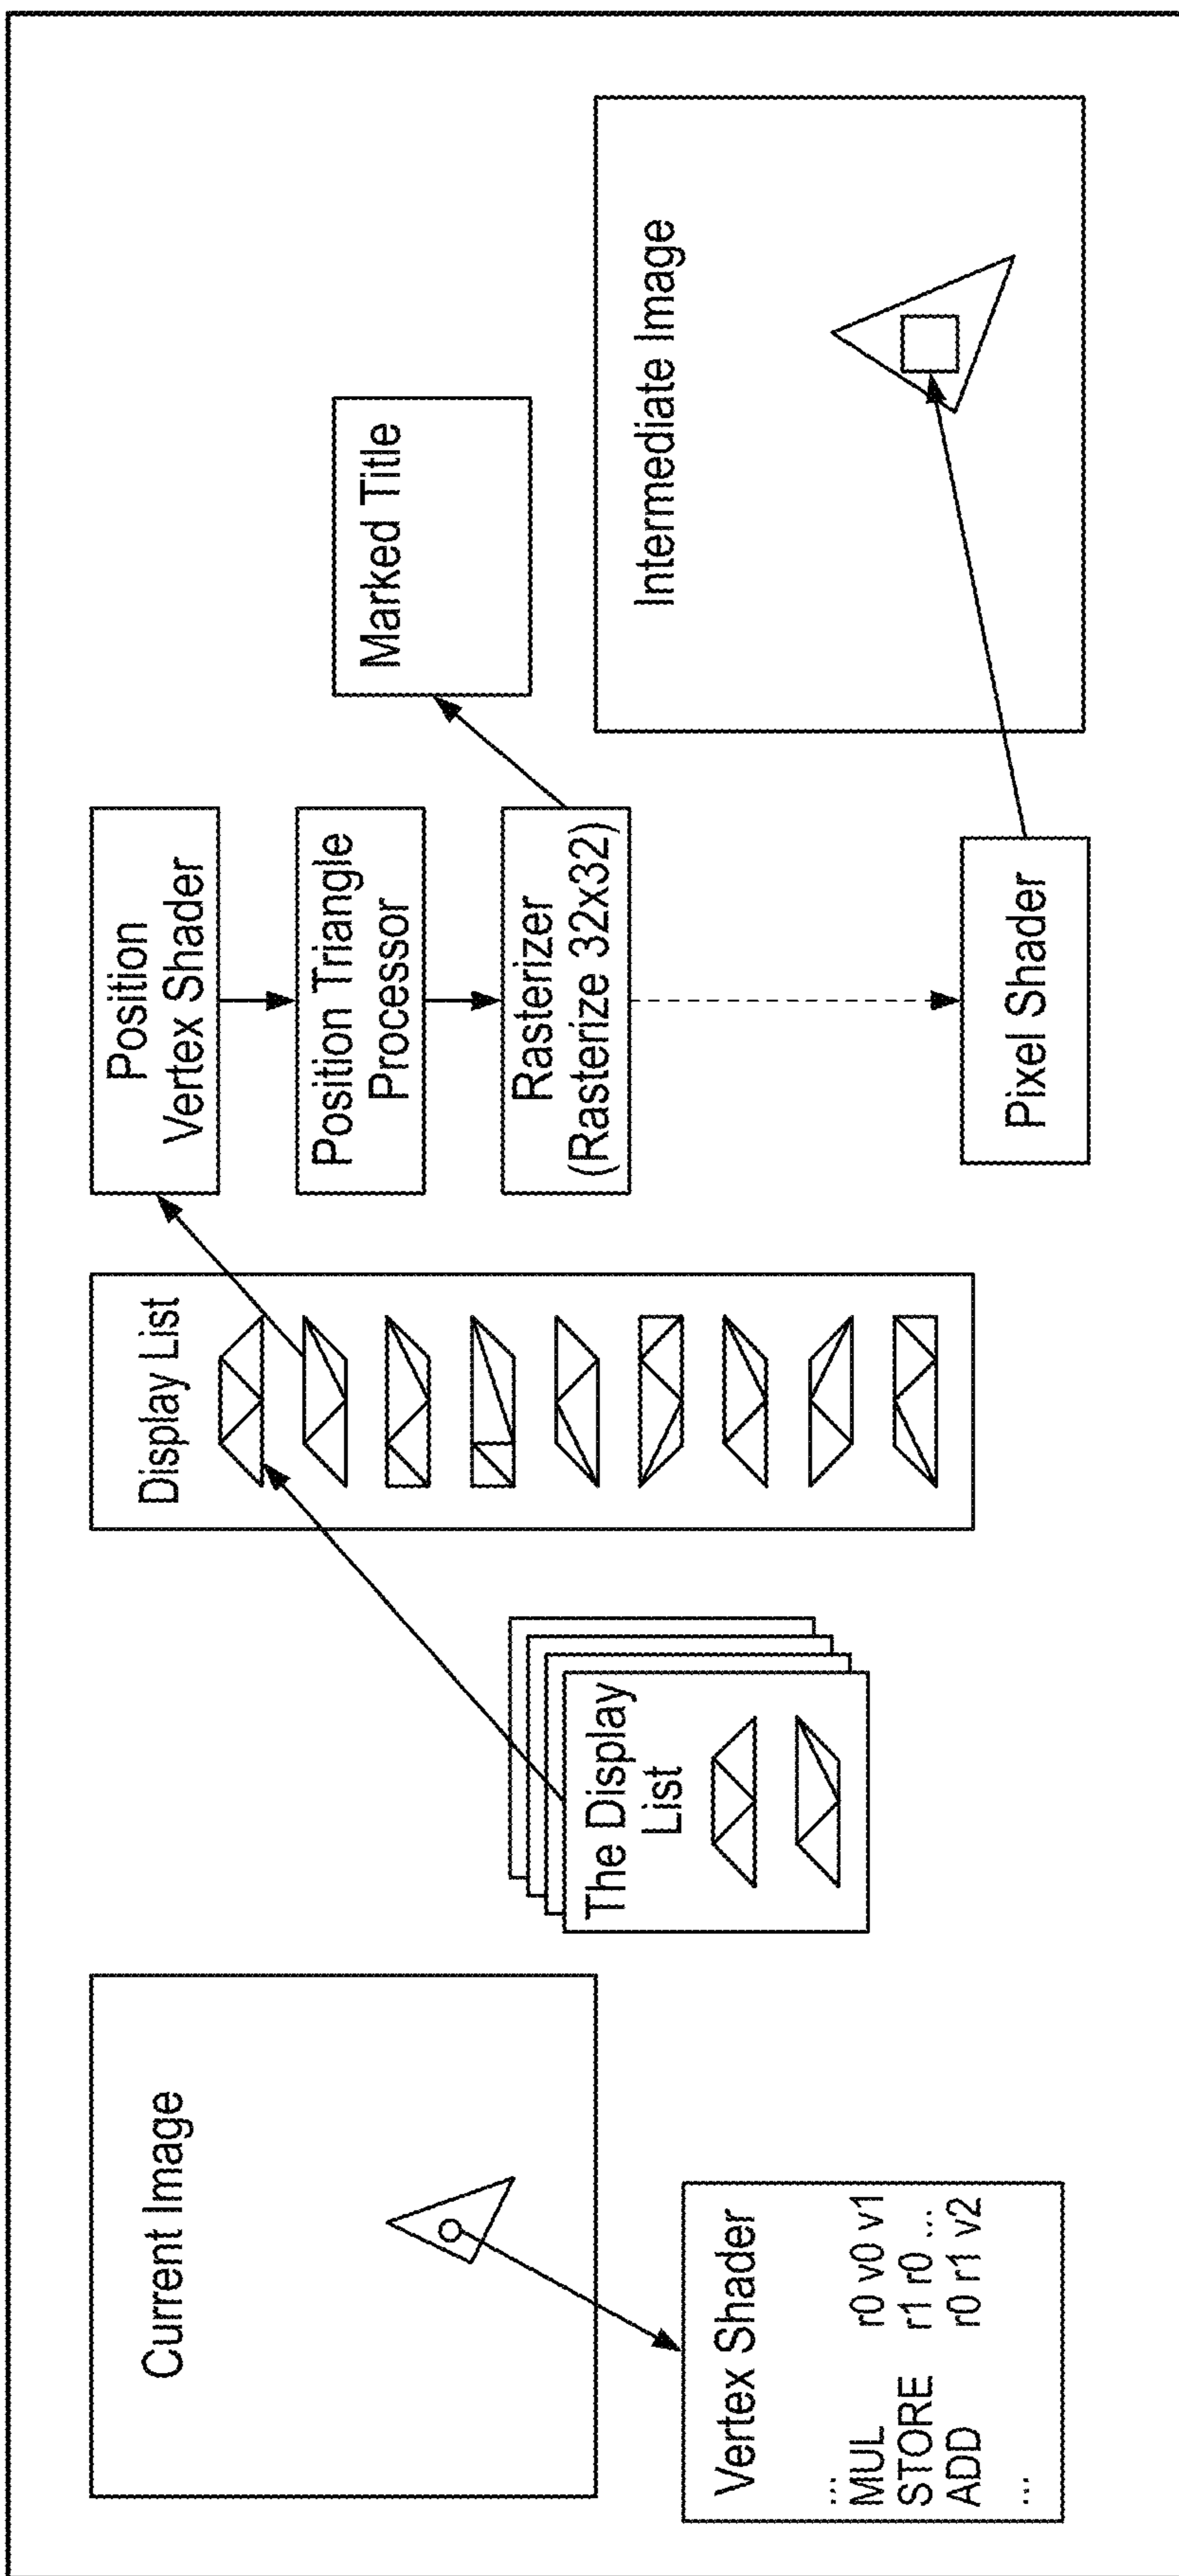 Current Image
Vertex Shader
...
MUL r0 v0 v1
STORE r1 r0 ...
ADD r0 r1 v2
...
The Display
List
Display List
Position
Vertex Shader
Position Triangle
Processor
Rasterizer
(Rasterize 32x32)
Pixel Shader
Marked Title
Intermediate Image